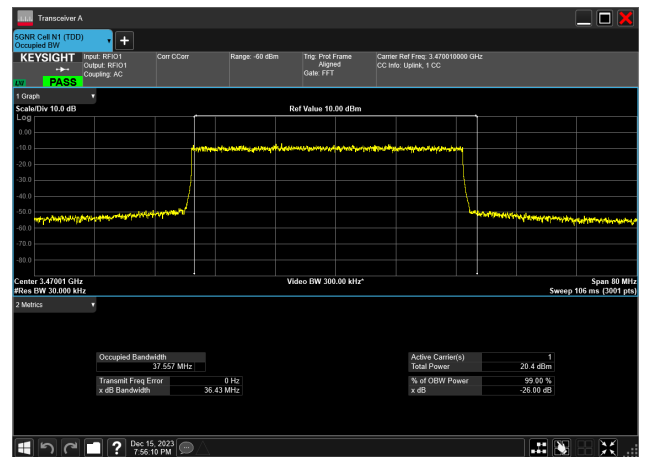 Transceiver A
5GNR Cell N1 (TDD)
Occupied BW
+
KEYSIGHT
Input: RFIO1
Output: RFIO1
Coupling: AC
Corr CCorr
Range: -60 dBm
Trig: Prot Frame
Aligned
Gate: FFT
Carrier Ref Freq: 3.470010000 GHz
CC Info: Uplink, 1 CC
PASS
1 Graph
Scale/Div 10.0 dB
Ref Value 10.00 dBm
Log
0.00
-10.0
-20.0
-30.0
-40.0
-50.0
-60.0
-70.0
-80.0
Center 3.47001 GHz
Video BW 300.00 kHz*
Span 80 MHz
#Res BW 30.000 kHz
Sweep 106 ms (3001 pts)
2 Metrics
Occupied Bandwidth
37.557 MHz
Active Carrier(s) 1
Total Power 20.4 dBm
Transmit Freq Error 0 Hz
x dB Bandwidth 36.43 MHz
% of OBW Power 99.00 %
x dB -26.00 dB
?
Dec 15, 2023
7:56:10 PM